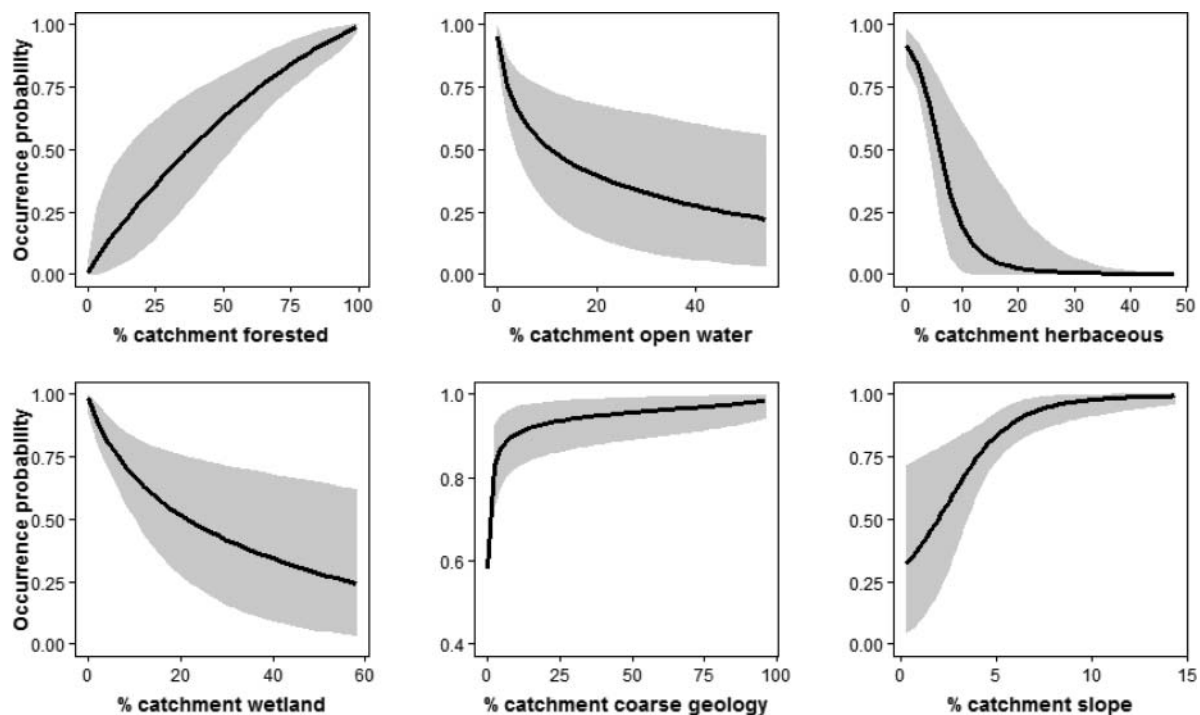 Occurrence probability
1.00
0.75
0.50
0.25
0.00
0 25 50 75 100
% catchment forested
1.00
0.75
0.50
0.25
0.00
0 20 40
% catchment open water
1.00
0.75
0.50
0.25
0.00
0 10 20 30 40 50
% catchment herbaceous
Occurrence probability
1.00
0.75
0.50
0.25
0.00
0 20 40 60
% catchment wetland
1.0
0.8
0.6
0.4
0 25 50 75 100
% catchment coarse geology
1.00
0.75
0.50
0.25
0.00
0 5 10 15
% catchment slope